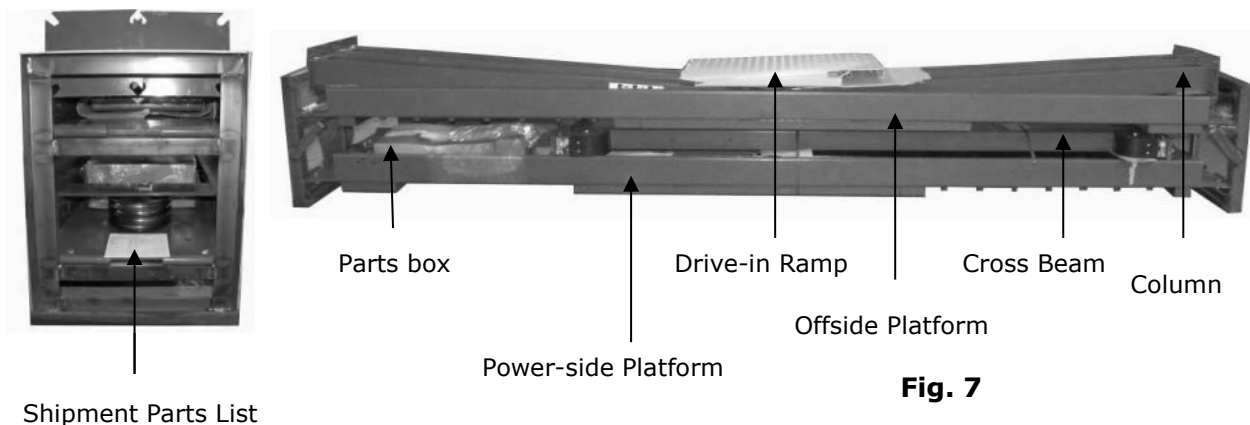 Parts box
Drive-in Ramp
Cross Beam
Column
Offside Platform
Power-side Platform
Fig. 7
Shipment Parts List